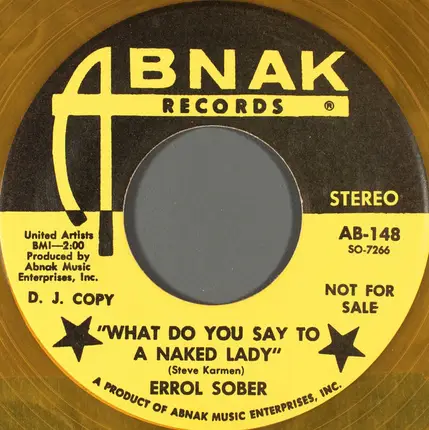 ABNAK
RECORDS ®
STEREO
United Artists
BMI—2:00
Produced by
Abnak Music
Enterprises, Inc.
AB-148
SO-7266
D. J. COPY
NOT FOR
SALE
"WHAT DO YOU SAY TO
A NAKED LADY"
(Steve Karmen)
ERROL SOBER
A PRODUCT OF ABNAK MUSIC ENTERPRISES, INC.